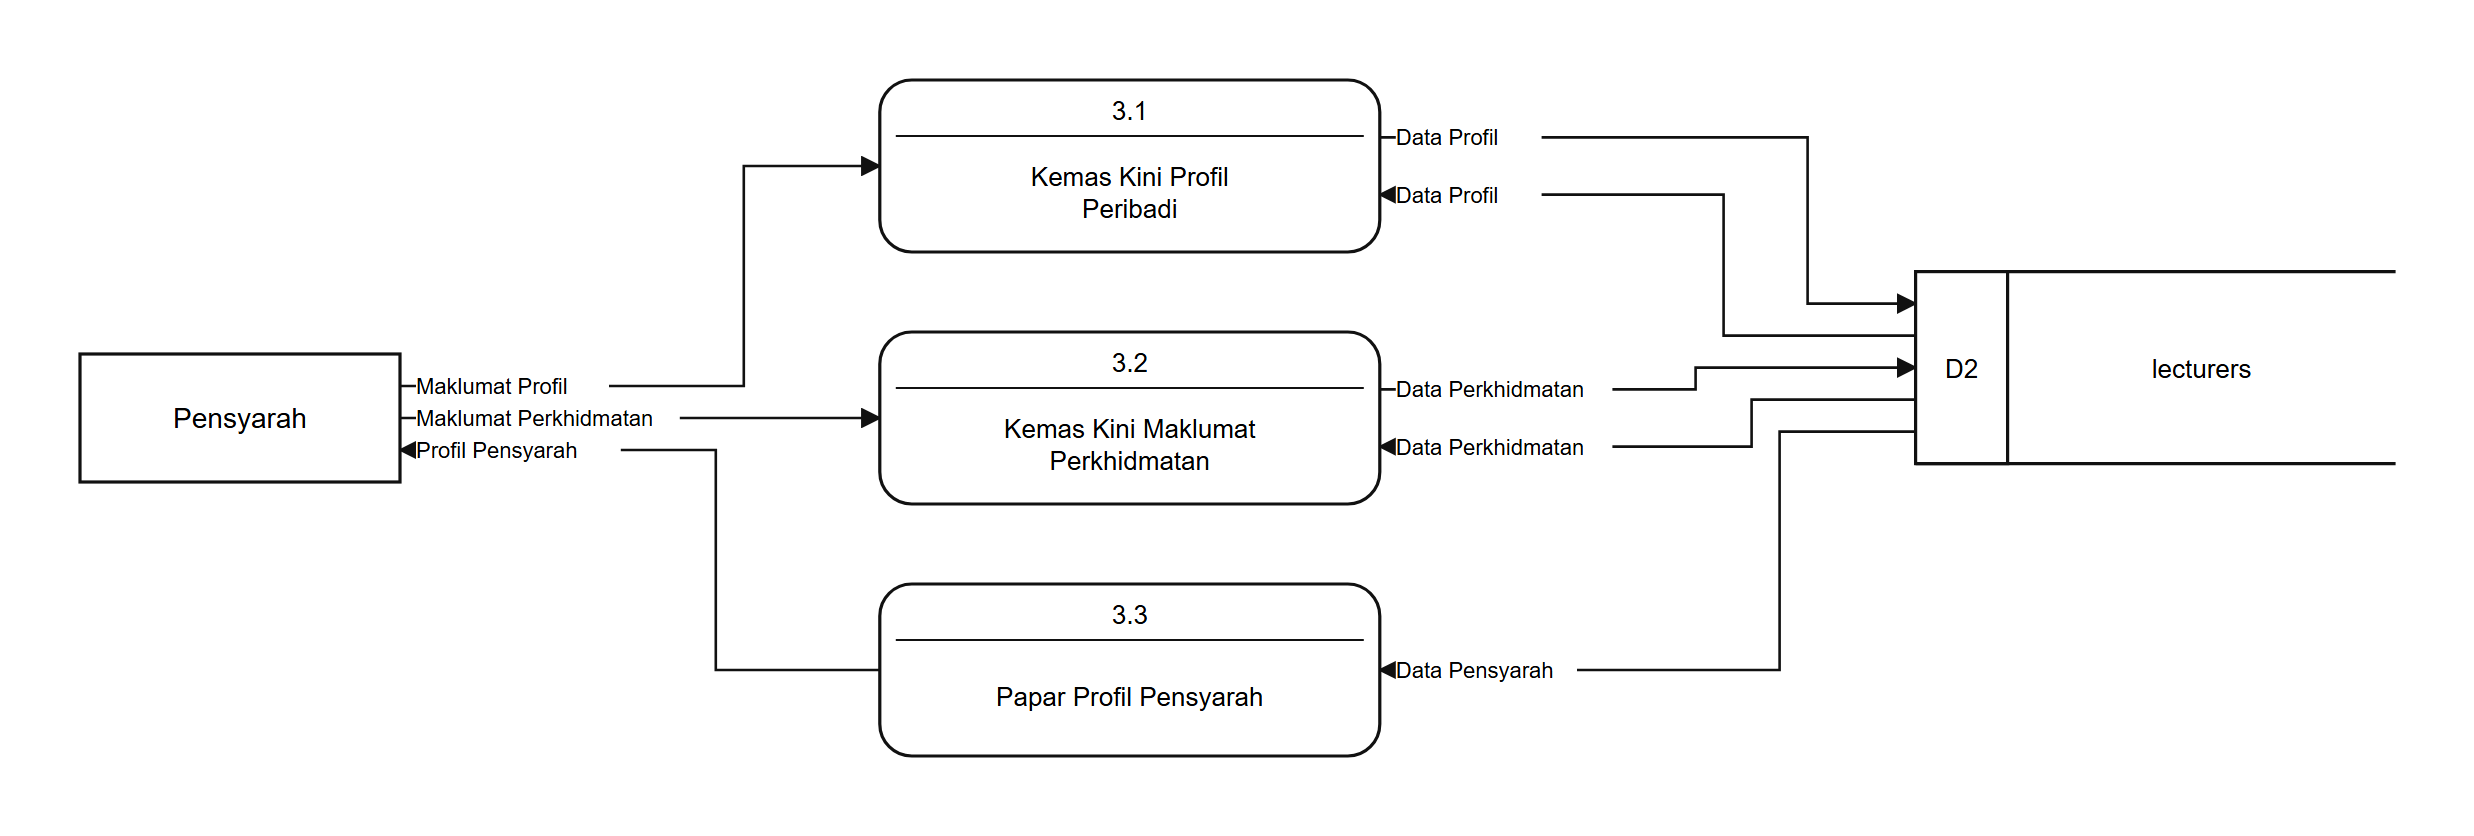 3.1
Kemas Kini Profil
Peribadi
Data Profil
Data Profil
Pensyarah
Maklumat Profil
Maklumat Perkhidmatan
Profil Pensyarah
3.2
Kemas Kini Maklumat
Perkhidmatan
Data Perkhidmatan
Data Perkhidmatan
D2
lecturers
3.3
Papar Profil Pensyarah
Data Pensyarah